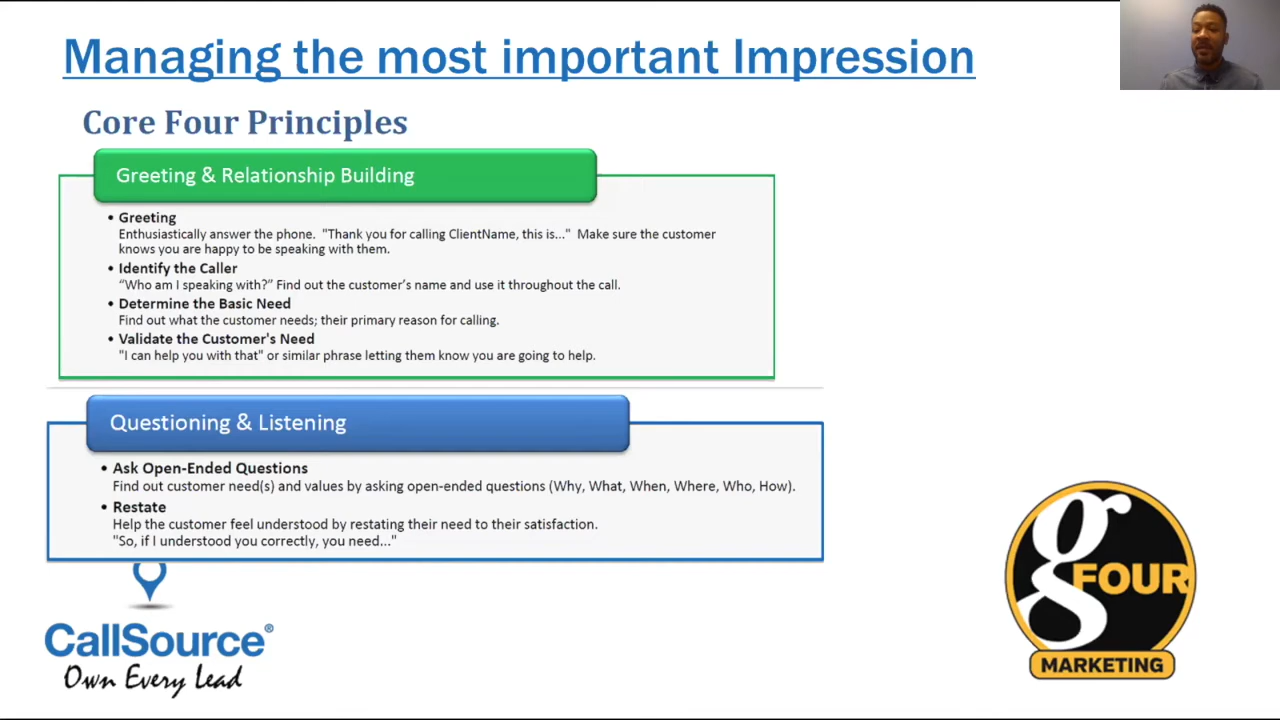 Managing the most important Impression
Core Four Principles
Greeting & Relationship Building
• Greeting
Enthusiastically answer the phone.  "Thank you for calling ClientName, this is..."  Make sure the customer
knows you are happy to be speaking with them.
• Identify the Caller
“Who am I speaking with?” Find out the customer’s name and use it throughout the call.
• Determine the Basic Need
Find out what the customer needs; their primary reason for calling.
• Validate the Customer's Need
"I can help you with that" or similar phrase letting them know you are going to help.
Questioning & Listening
• Ask Open-Ended Questions
Find out customer need(s) and values by asking open-ended questions (Why, What, When, Where, Who, How).
• Restate
Help the customer feel understood by restating their need to their satisfaction.
"So, if I understood you correctly, you need..."
CallSource®
Own Every Lead
g FOUR
MARKETING